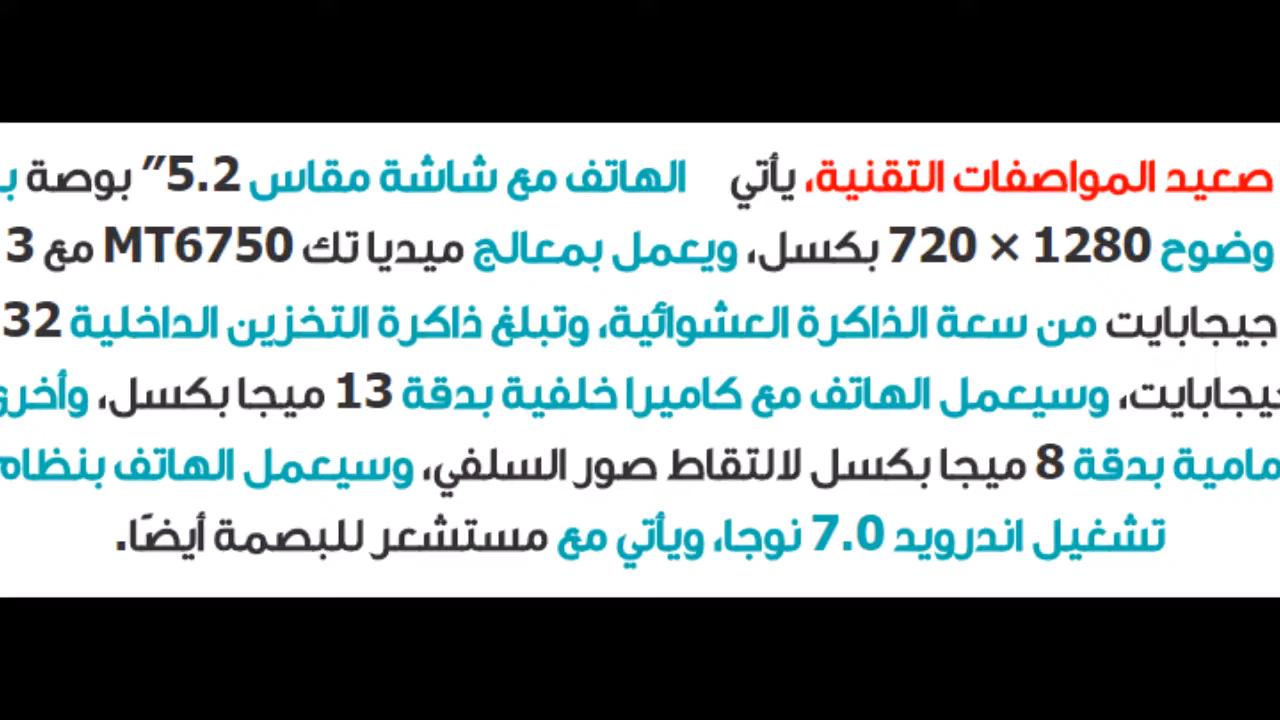 صعيد المواصفات التقنية، يأتي الهاتف مع شاشة مقاس 5.2″ بوصة
وضوح 1280 × 720 بكسل، ويعمل بمعالج ميديا تك MT6750 مع 3
جيجابايت من سعة الذاكرة العشوائية، وتبلغ ذاكرة التخزين الداخلية 32
جيجابايت، وسيعمل الهاتف مع كاميرا خلفية بدقة 13 ميجا بكسل، وأخرى
بدقة 8 ميجا بكسل لالتقاط صور السلفي، وسيعمل الهاتف بنظام
تشغيل اندرويد 7.0 نوجا، ويأتي مع مستشعر للبصمة أيضًا.